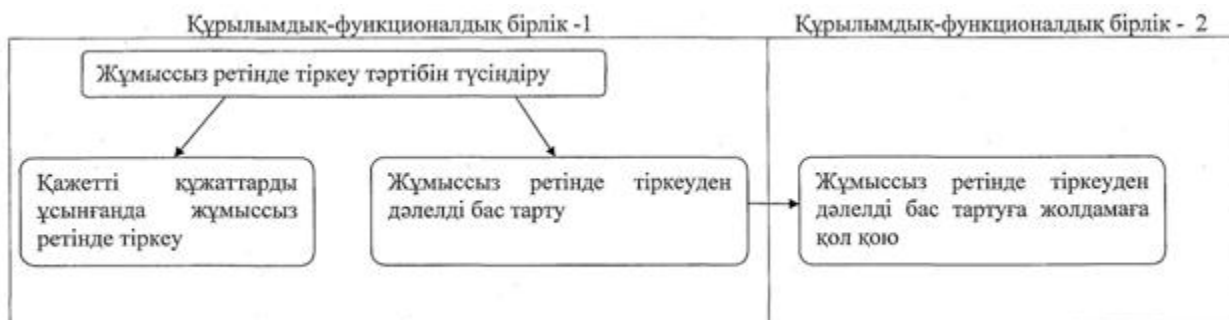 Құрылымдық-функционалдық бірлік -1
Құрылымдық-функционалдық бірлік - 2
Жұмыссыз ретінде тіркеу тәртібін түсіндіру
Қажетті құжаттарды
ұсынғанда жұмыссыз
ретінде тіркеу
Жұмыссыз ретінде тіркеуден
дәлелді бас тарту
Жұмыссыз ретінде тіркеуден
дәлелді бас тартуға жолдамаға
қол қою